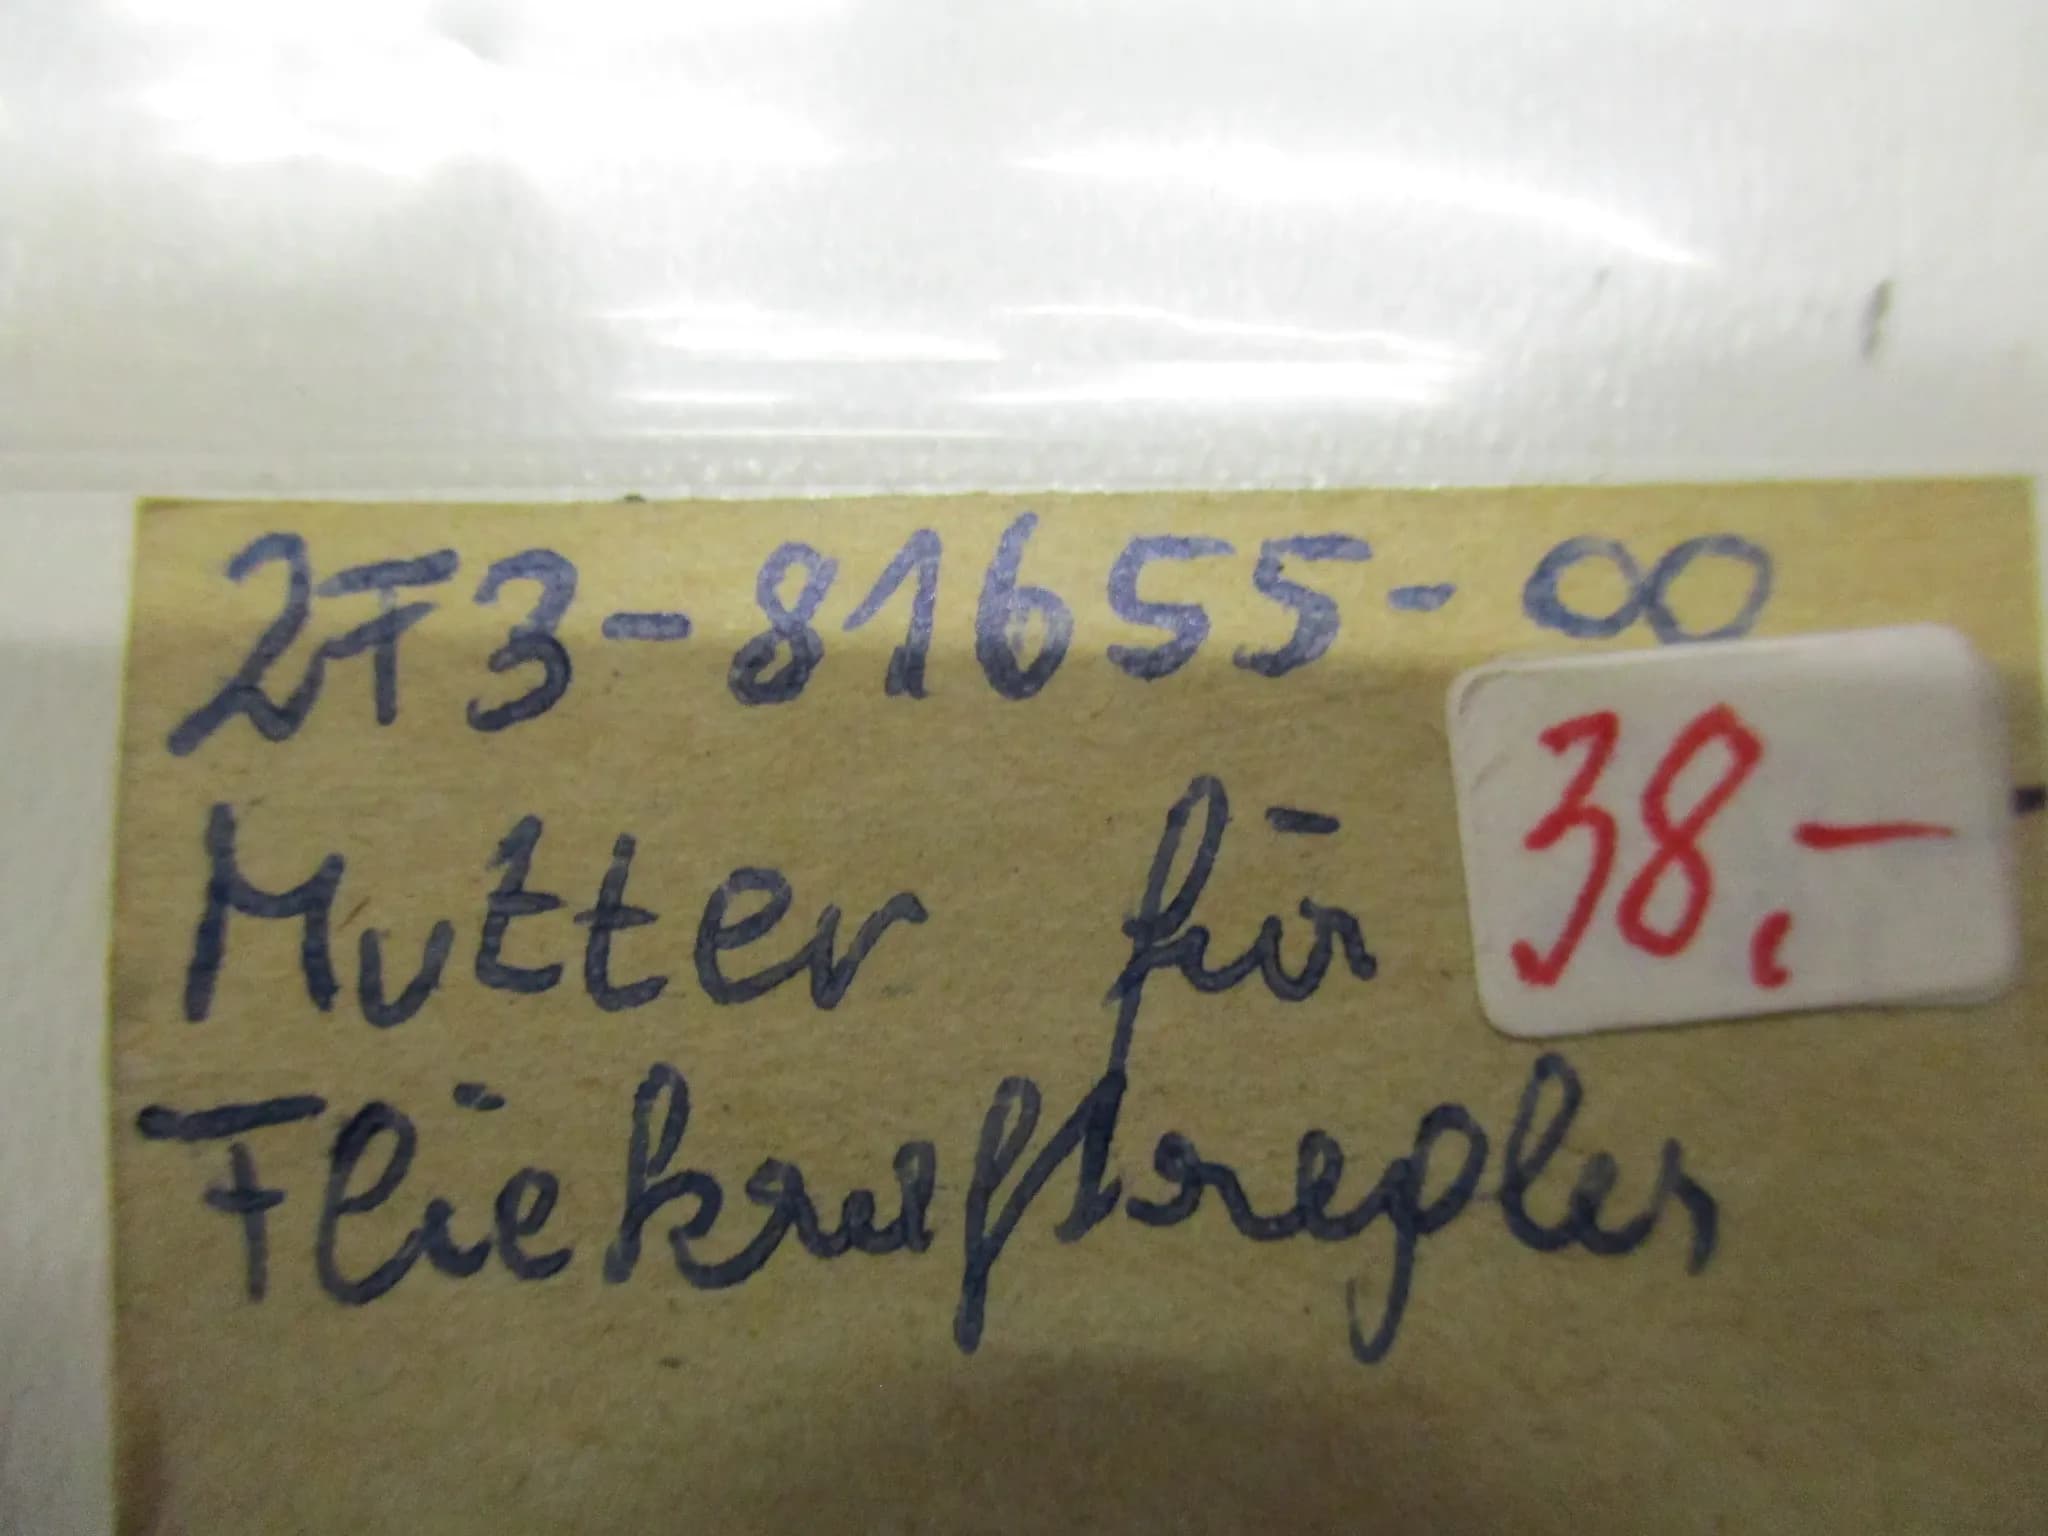 2F3-81655-00
Mutter für
38,-
Fliekraftregler